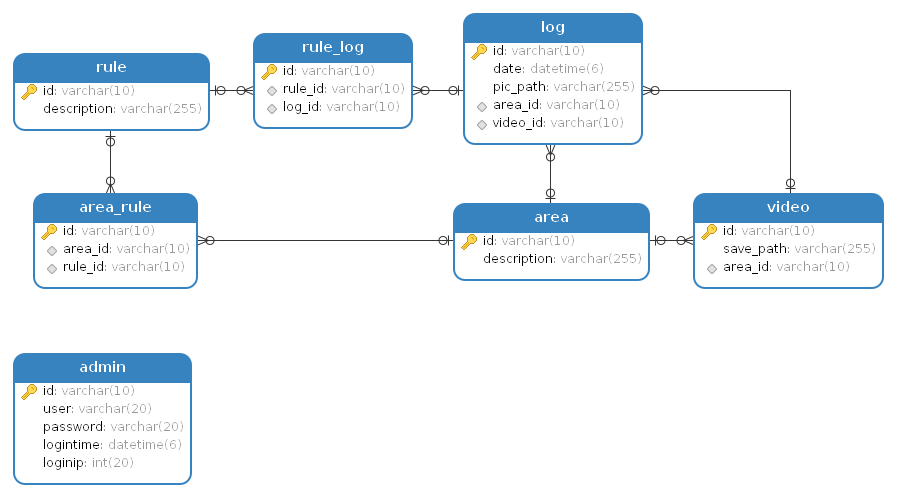 rule
id: varchar(10)
description: varchar(255)
rule_log
id: varchar(10)
rule_id: varchar(10)
log_id: varchar(10)
log
id: varchar(10)
date: datetime(6)
pic_path: varchar(255)
area_id: varchar(10)
video_id: varchar(10)
area_rule
id: varchar(10)
area_id: varchar(10)
rule_id: varchar(10)
area
id: varchar(10)
description: varchar(255)
video
id: varchar(10)
save_path: varchar(255)
area_id: varchar(10)
admin
id: varchar(10)
user: varchar(20)
password: varchar(20)
logintime: datetime(6)
loginip: int(20)